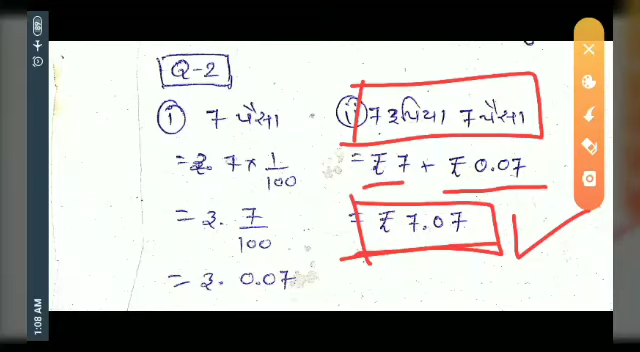 Q-2
(i) 7 પૈસા
= રૂ. 7 × 1/100
= રૂ. 7/100
= રૂ. 0.07
(ii) 7 રૂપિયા 7 પૈસા
= ₹ 7 + ₹ 0.07
= ₹ 7.07
1:08 AM